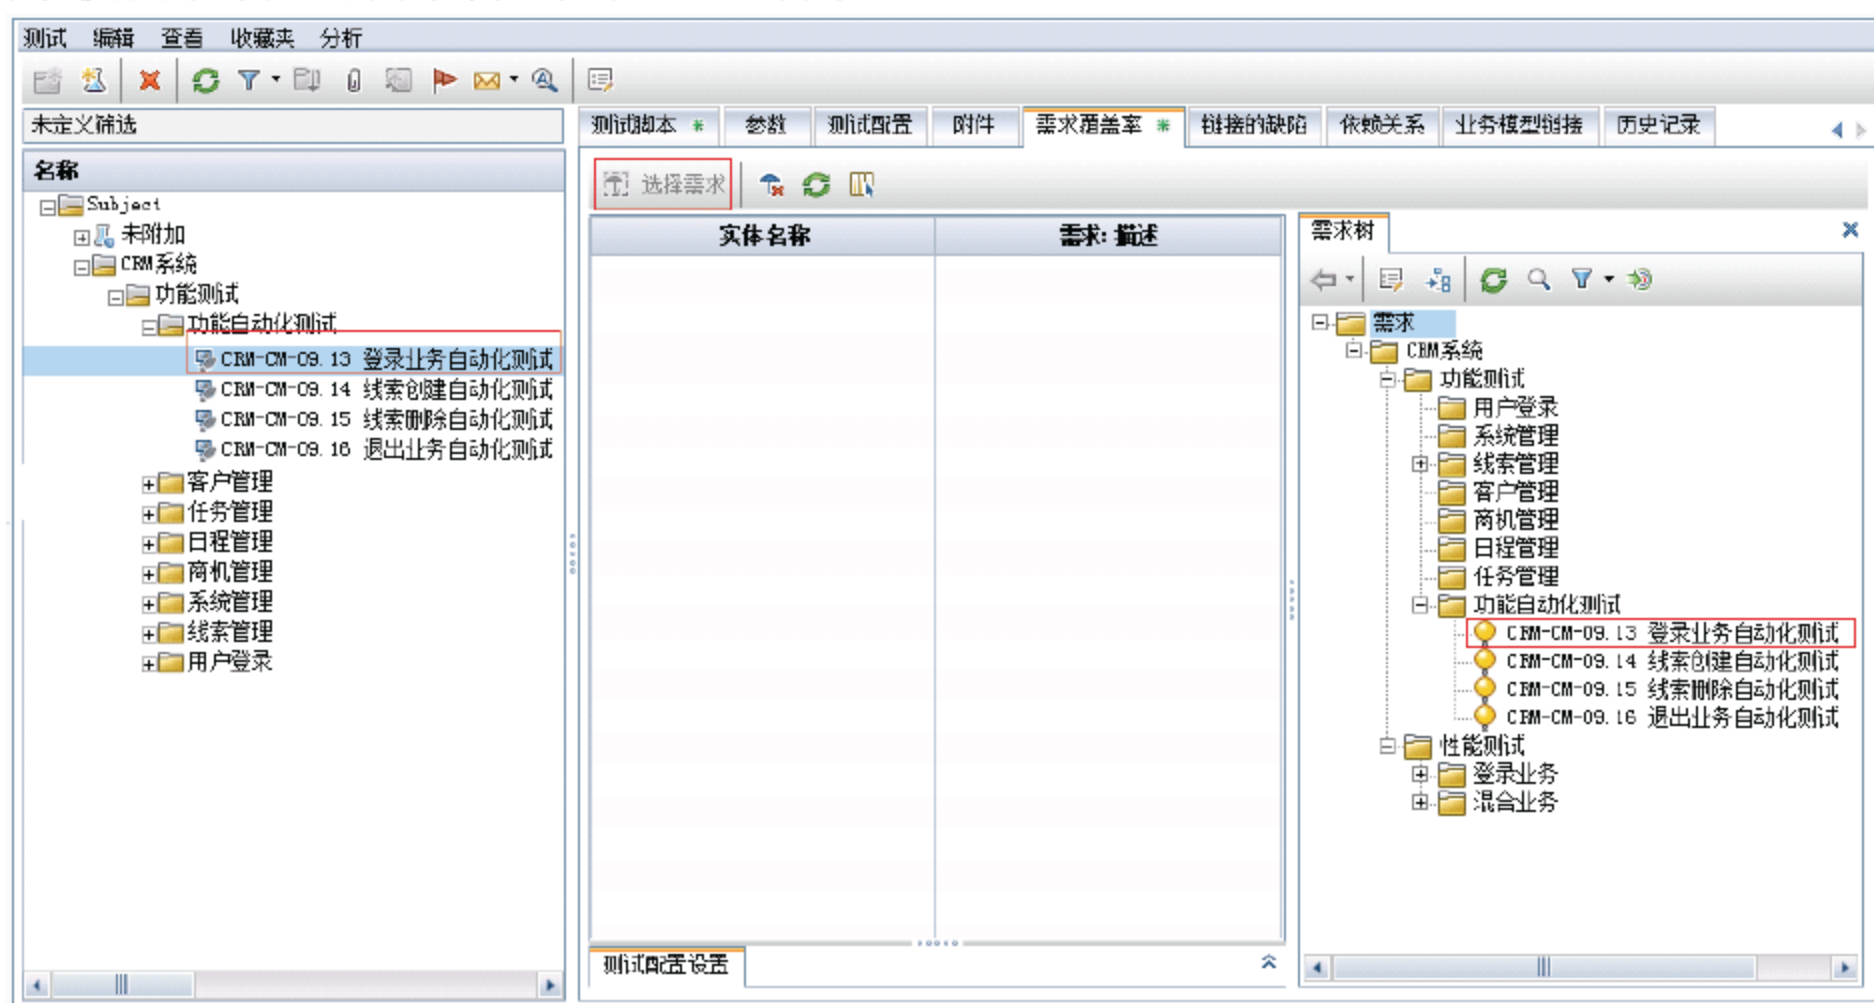 测试 编辑 查看 收藏夹 分析
未定义筛选
名称
Subject
未附加
CRM系统
功能测试
功能自动化测试
CRM-CM-09.13 登录业务自动化测试
CRM-CM-09.14 线索创建自动化测试
CRM-CM-09.15 线索删除自动化测试
CRM-CM-09.16 退出业务自动化测试
客户管理
任务管理
日程管理
商机管理
系统管理
线索管理
用户登录
测试脚本 * 参数 测试配置 附件 需求覆盖率 * 链接的缺陷 依赖关系 业务模型链接 历史记录
选择需求
实体名称 需求: 描述
测试配置设置
需求树
需求
CRM系统
功能测试
用户登录
系统管理
线索管理
客户管理
商机管理
日程管理
任务管理
功能自动化测试
CRM-CM-09.13 登录业务自动化测试
CRM-CM-09.14 线索创建自动化测试
CRM-CM-09.15 线索删除自动化测试
CRM-CM-09.16 退出业务自动化测试
性能测试
登录业务
混合业务